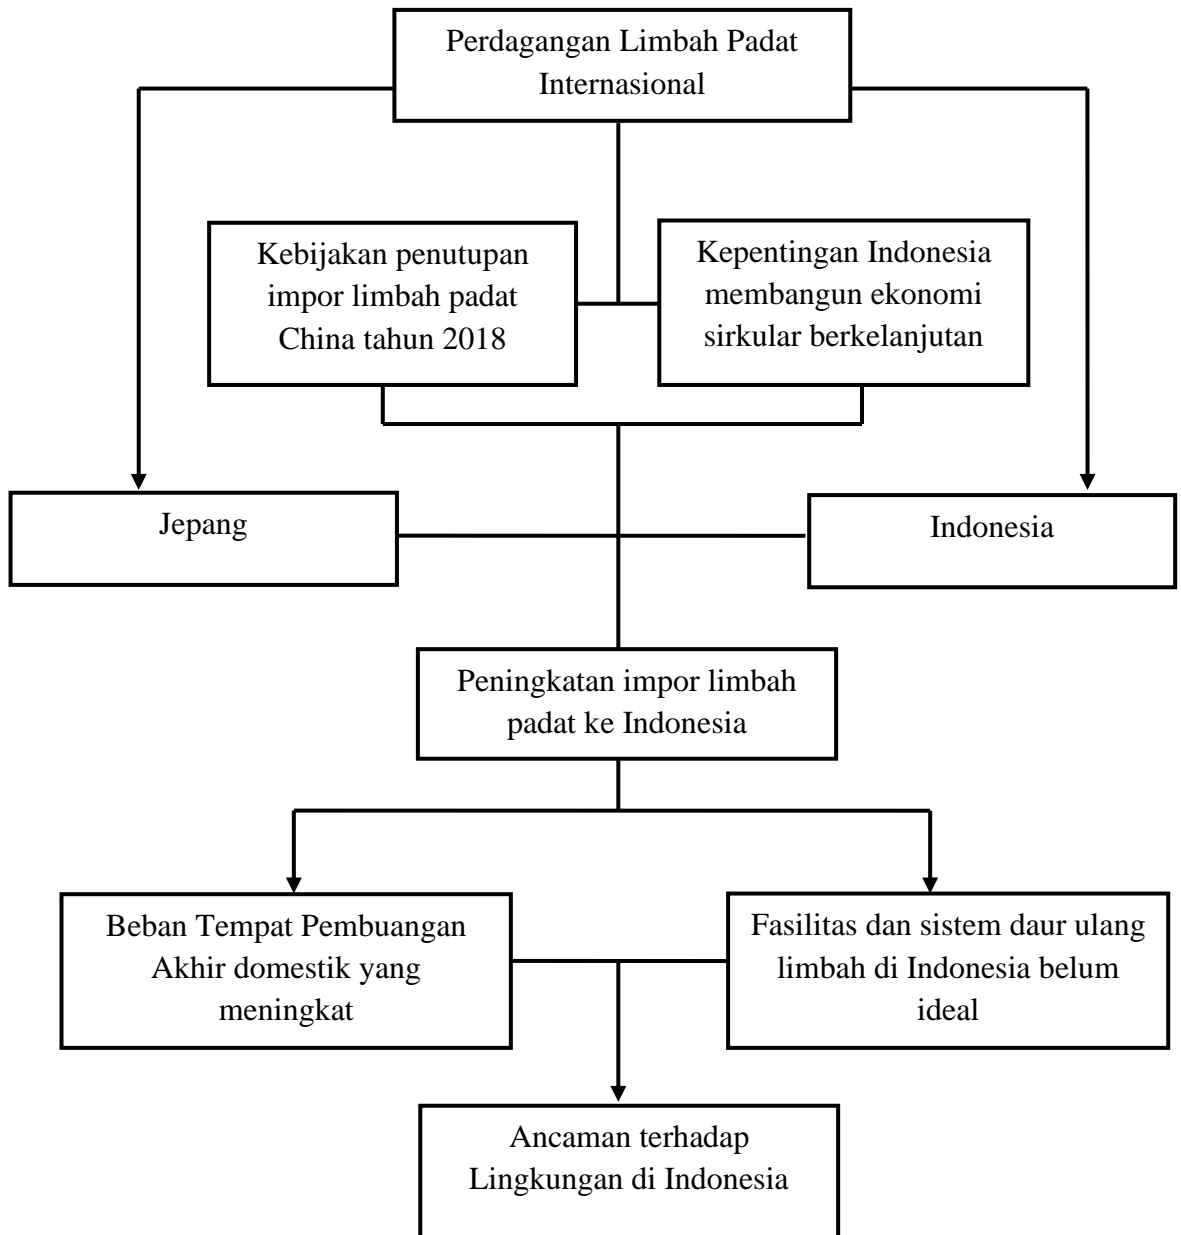 Perdagangan Limbah Padat
Internasional
Kebijakan penutupan
impor limbah padat
China tahun 2018
Kepentingan Indonesia
membangun ekonomi
sirkular berkelanjutan
Jepang
Indonesia
Peningkatan impor limbah
padat ke Indonesia
Beban Tempat Pembuangan
Akhir domestik yang
meningkat
Fasilitas dan sistem daur ulang
limbah di Indonesia belum
ideal
Ancaman terhadap
Lingkungan di Indonesia